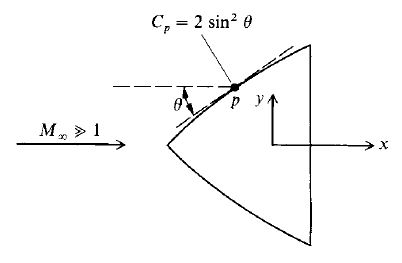 C_p = 2 sin² θ
θ
p
y
M_∞ ≫ 1
x